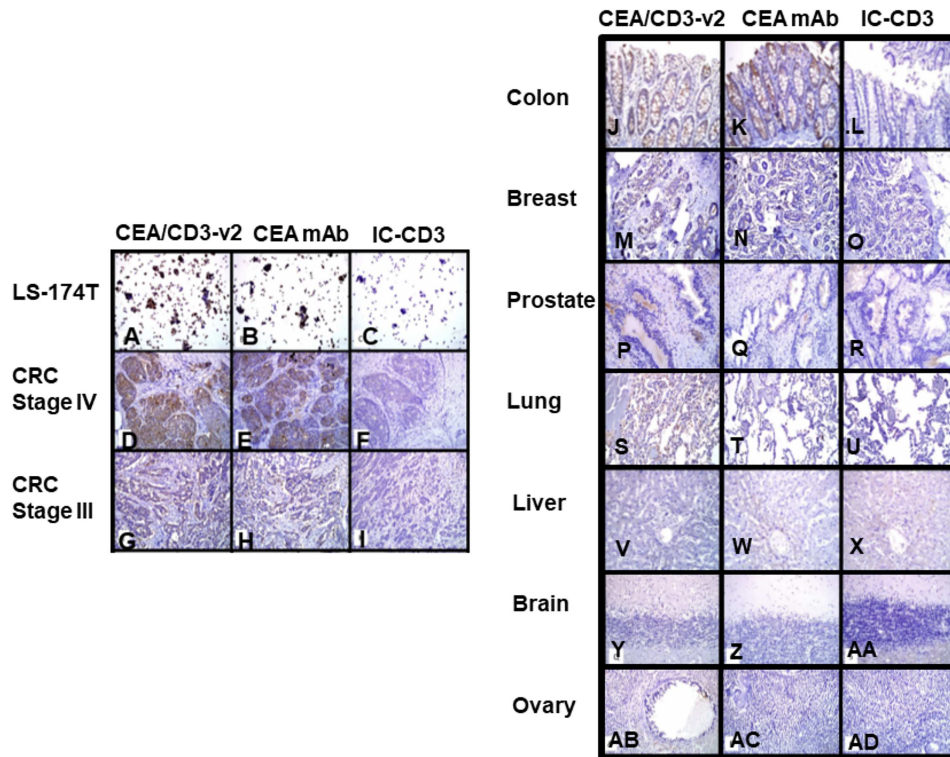 CEA/CD3-v2 CEA mAb IC-CD3
Colon
J K .L
Breast
M N O
Prostate
P Q R
Lung
S T U
Liver
V W X
Brain
Y Z AA
Ovary
AB AC AD
CEA/CD3-v2 CEA mAb IC-CD3
LS-174T
A B C
CRC
Stage IV
D E F
CRC
Stage III
G H I